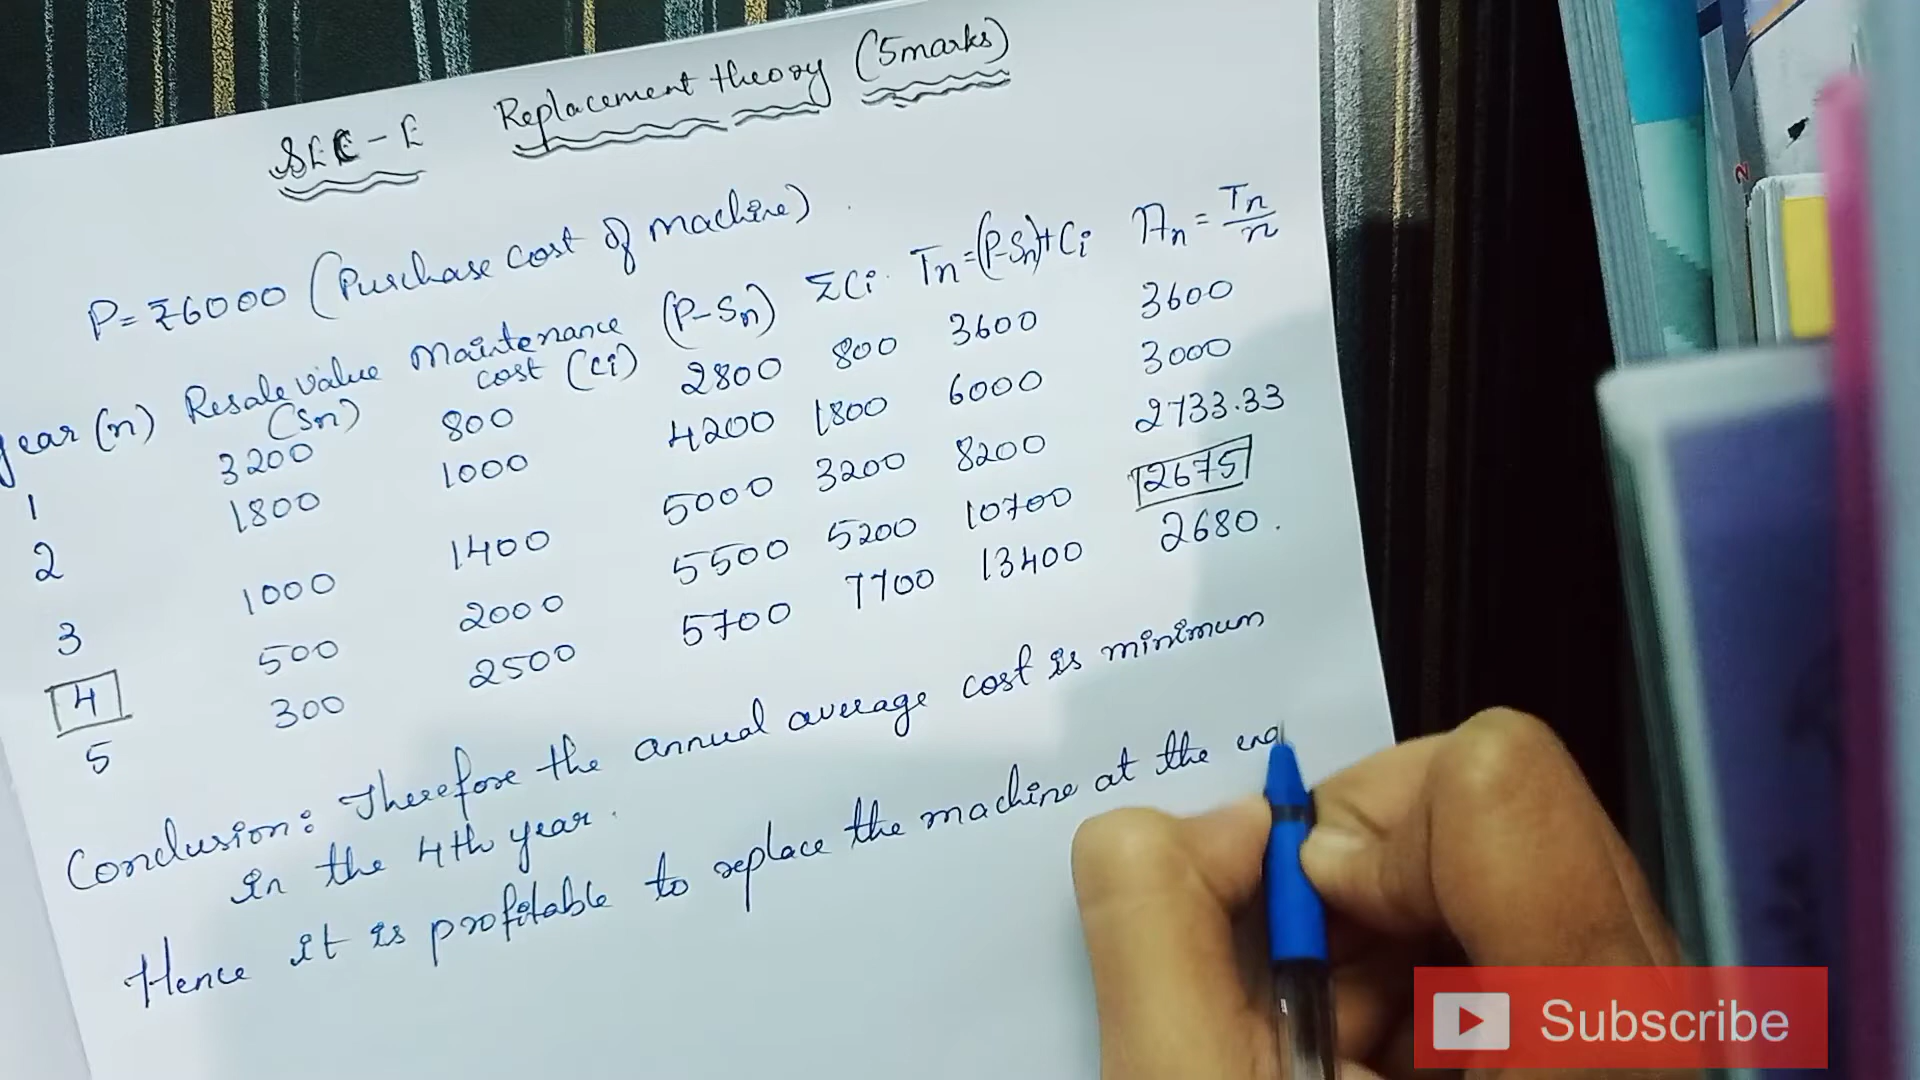 SEC-E Replacement theory (5marks)
P=₹6000 (Purchase cost of machine)
year (n) Resale value (Sn) Maintenance cost (Ci) (P-Sn) ΣCi Tn=(P-Sn)+Ci An=Tn/n
1 3200 800 2800 800 3600 3600
2 1800 1000 4200 1800 6000 3000
3 1000 1400 5000 3200 8200 2733.33
4 500 2000 5500 5200 10700 2675
5 300 2500 5700 7700 13400 2680.
Conclusion: Therefore the annual average cost is minimum
in the 4th year.
Hence it is profitable to replace the machine at the end
2
Subscribe